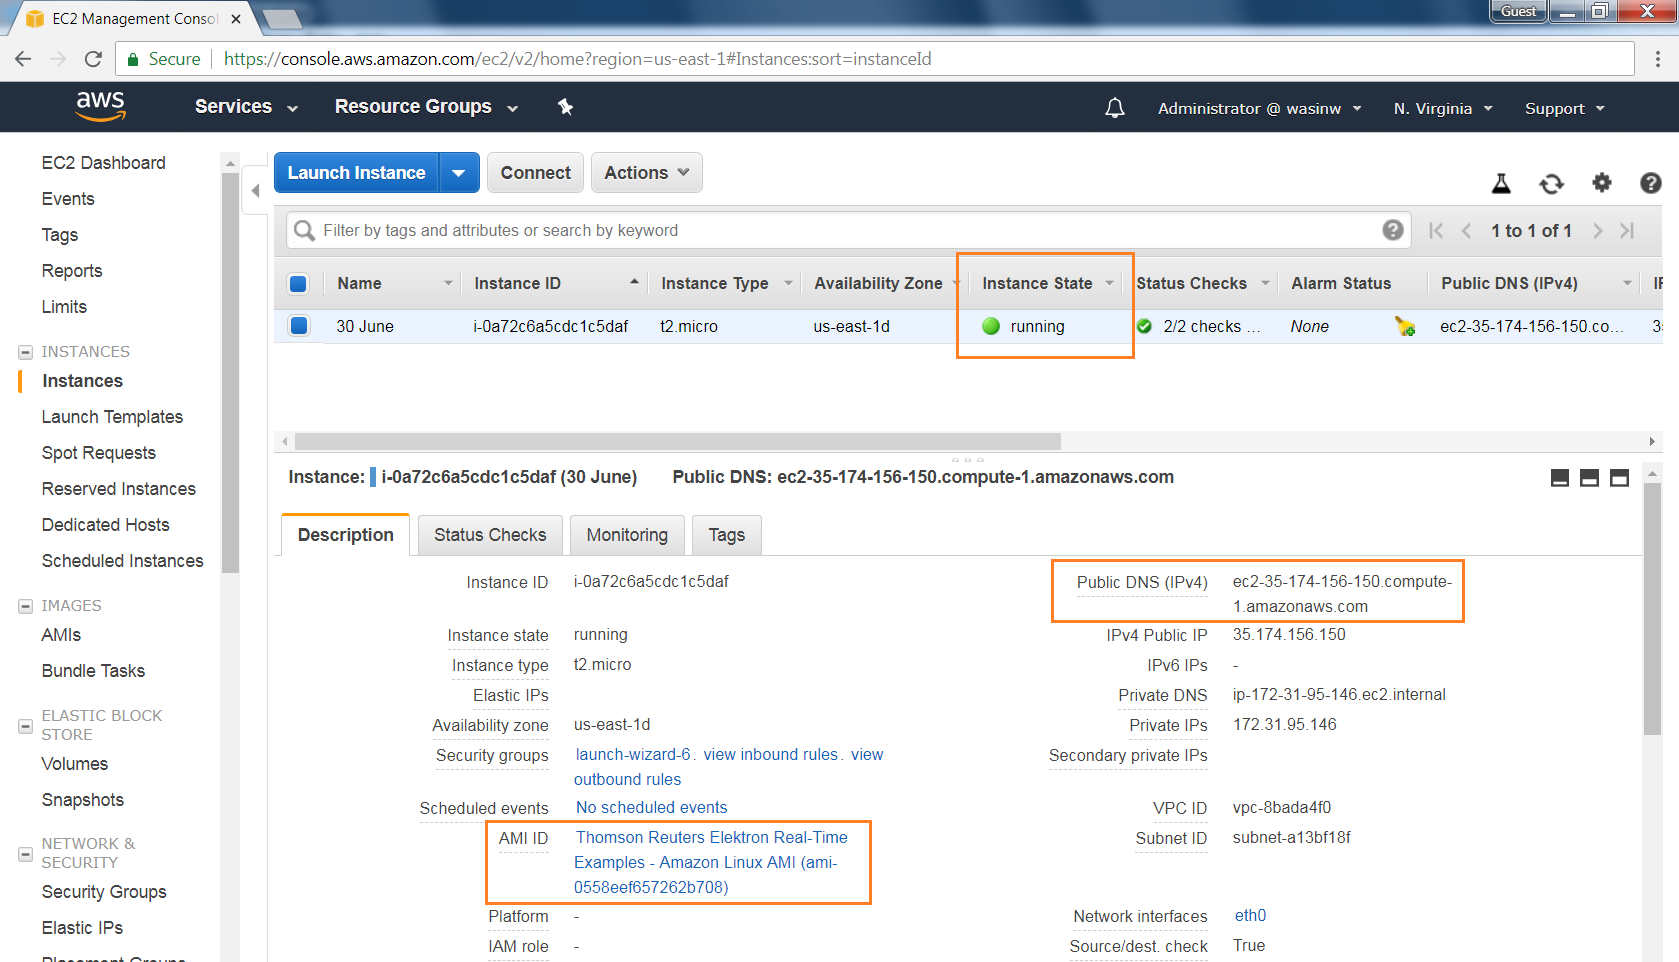 EC2 Management Consol
Guest
Secure
https://console.aws.amazon.com/ec2/v2/home?region=us-east-1#Instances:sort=instanceId
aws
Services
Resource Groups
Administrator @ wasinw
N. Virginia
Support
EC2 Dashboard
Events
Tags
Reports
Limits
INSTANCES
Instances
Launch Templates
Spot Requests
Reserved Instances
Dedicated Hosts
Scheduled Instances
IMAGES
AMIs
Bundle Tasks
ELASTIC BLOCK
STORE
Volumes
Snapshots
NETWORK &
SECURITY
Security Groups
Elastic IPs
Placement Groups
Launch Instance
Connect
Actions
Filter by tags and attributes or search by keyword
1 to 1 of 1
Name Instance ID Instance Type Availability Zone Instance State Status Checks Alarm Status Public DNS (IPv4)
30 June i-0a72c6a5cdc1c5daf t2.micro us-east-1d running 2/2 checks ... None ec2-35-174-156-150.co...
Instance: i-0a72c6a5cdc1c5daf (30 June) Public DNS: ec2-35-174-156-150.compute-1.amazonaws.com
Description
Status Checks
Monitoring
Tags
Instance ID i-0a72c6a5cdc1c5daf
Instance state running
Instance type t2.micro
Elastic IPs
Availability zone us-east-1d
Security groups launch-wizard-6. view inbound rules. view
outbound rules
Scheduled events No scheduled events
AMI ID Thomson Reuters Elektron Real-Time
Examples - Amazon Linux AMI (ami-
0558eef657262b708)
Platform -
IAM role -
Public DNS (IPv4) ec2-35-174-156-150.compute-
1.amazonaws.com
IPv4 Public IP 35.174.156.150
IPv6 IPs -
Private DNS ip-172-31-95-146.ec2.internal
Private IPs 172.31.95.146
Secondary private IPs
VPC ID vpc-8bada4f0
Subnet ID subnet-a13bf18f
Network interfaces eth0
Source/dest. check True